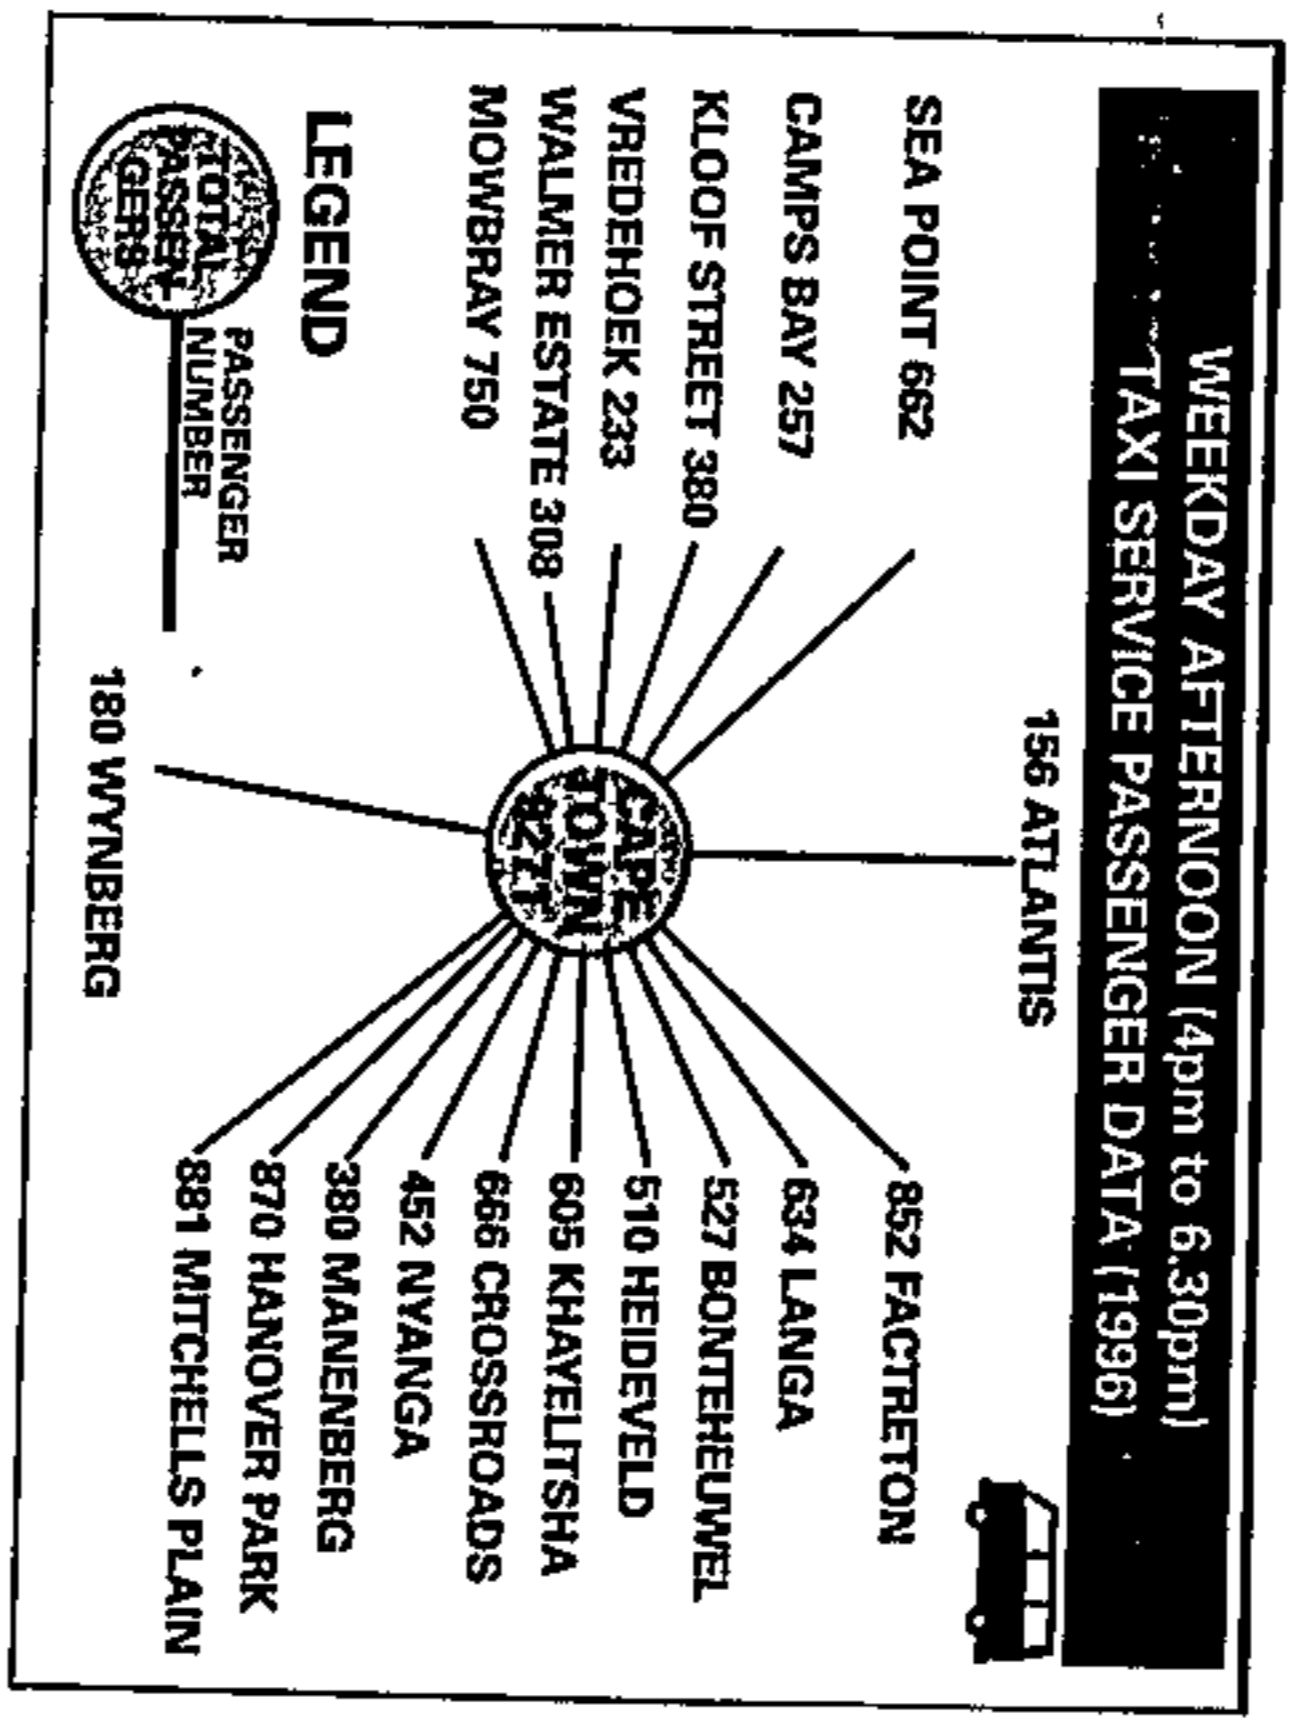 WEEKDAY AFTERNOON (4pm to 6.30pm)
TAXI SERVICE PASSENGER DATA (1996)
156 ATLANTIS
SEA POINT 662
CAMPS BAY 257
KLOOF STREET 380
VREDEHOEK 233
WALMER ESTATE 308
MOWBRAY 750
CAPE
TOWN
9277
852 FACTRETON
634 LANGA
527 BONTEHEUWEL
510 HEIDEVELD
605 KHAYELITSHA
666 CROSSROADS
452 NYANGA
380 MANENBERG
870 HANOVER PARK
881 MITCHELLS PLAIN
LEGEND
TOTAL
PASSEN-
GERS
PASSENGER
NUMBER
180 WYNBERG